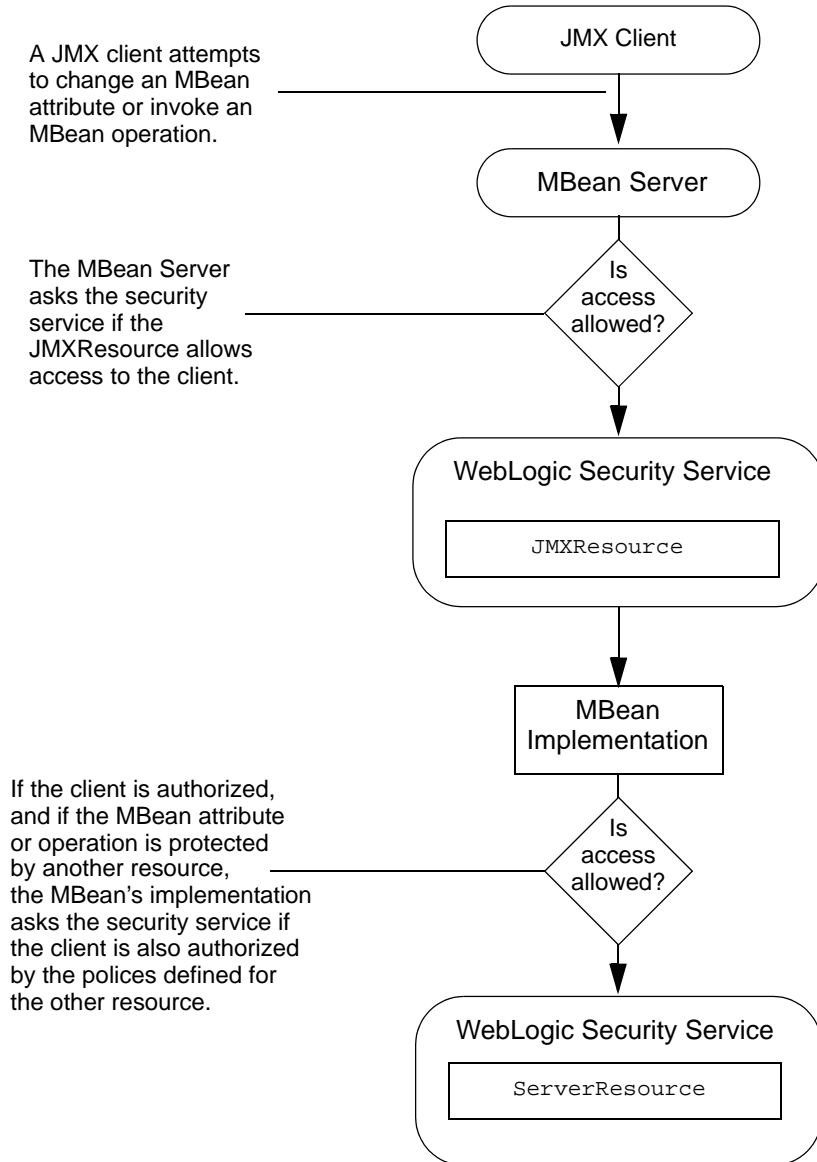 JMX Client
A JMX client attempts
to change an MBean
attribute or invoke an
MBean operation.
MBean Server
The MBean Server
asks the security
service if the
JMXResource allows
access to the client.
Is
access
allowed?
WebLogic Security Service
JMXResource
MBean
Implementation
If the client is authorized,
and if the MBean attribute
or operation is protected
by another resource,
the MBean’s implementation
asks the security service if
the client is also authorized
by the polices defined for
the other resource.
Is
access
allowed?
WebLogic Security Service
ServerResource